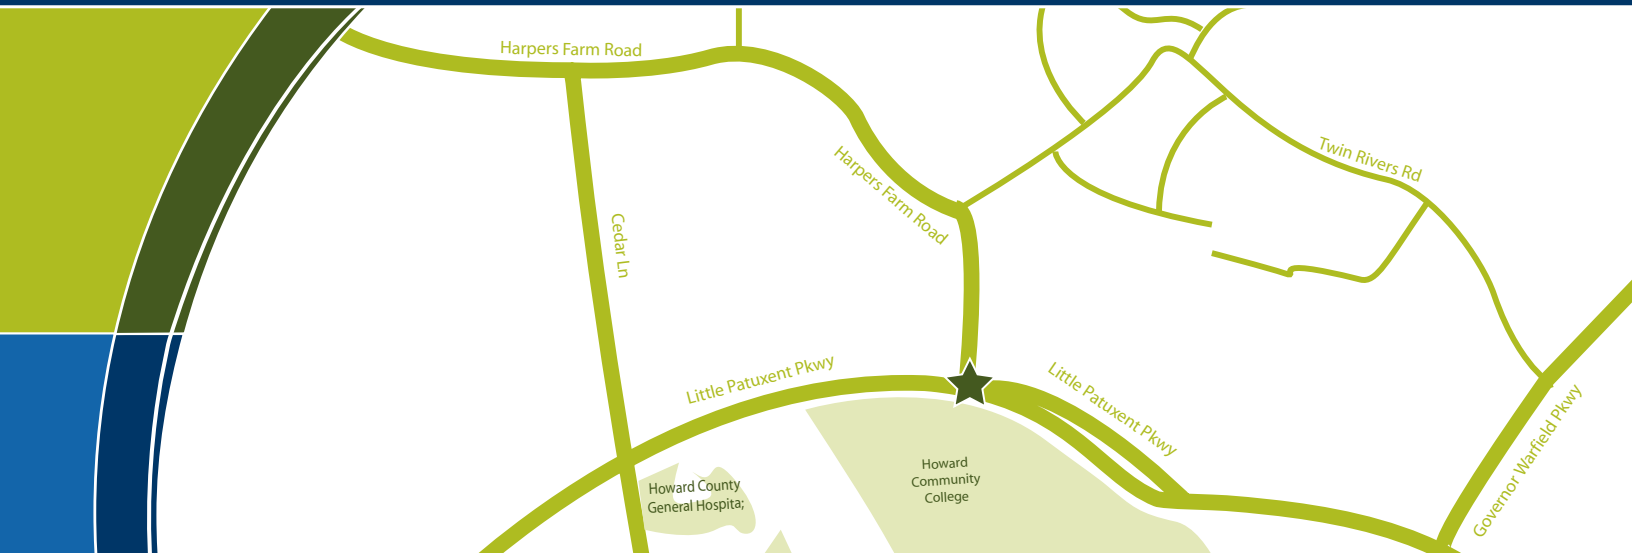 Harpers Farm Road
Twin Rivers Rd
Harpers Farm Road
Cedar Ln
Little Patuxent Pkwy
Little Patuxent Pkwy
Governor Warfield Pkwy
Howard
Community
College
Howard County
General Hospita;